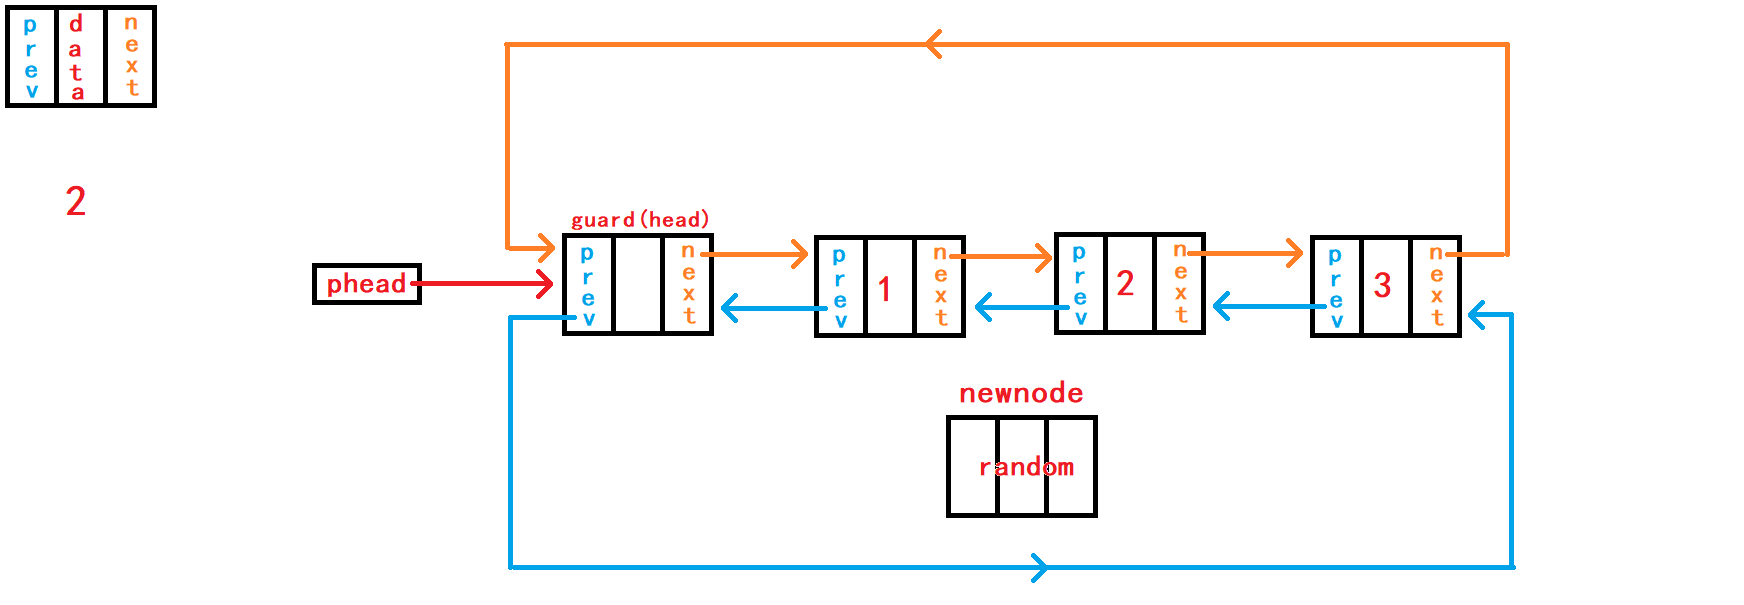 prev data next
2
guard(head)
phead
prev next
prev 1 next
prev 2 next
prev 3 next
newnode
random